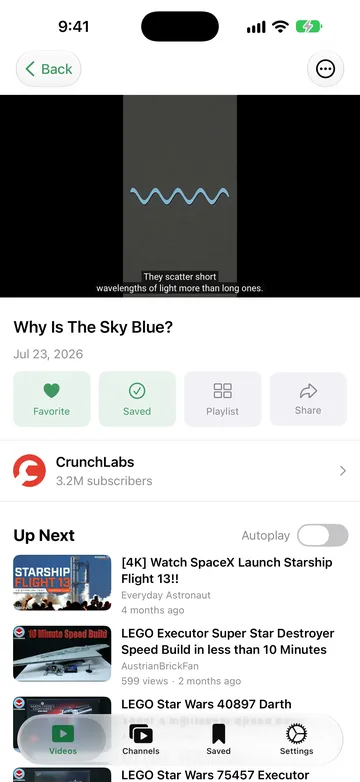 9:41
Back
They scatter short
wavelengths of light more than long ones.
Why Is The Sky Blue?
Jul 23, 2026
Favorite
Saved
Playlist
Share
CrunchLabs
3.2M subscribers
Up Next
Autoplay
STARSHIP
FLIGHT 13
[4K] Watch SpaceX Launch Starship
Flight 13!!
Everyday Astronaut
4 months ago
10 Minute Speed Build
LEGO Executor Super Star Destroyer
Speed Build in less than 10 Minutes
AustrianBrickFan
599 views · 2 months ago
LEGO Star Wars 40897 Darth
Videos
Channels
Saved
Settings
LEGO Star Wars 75457 Executor